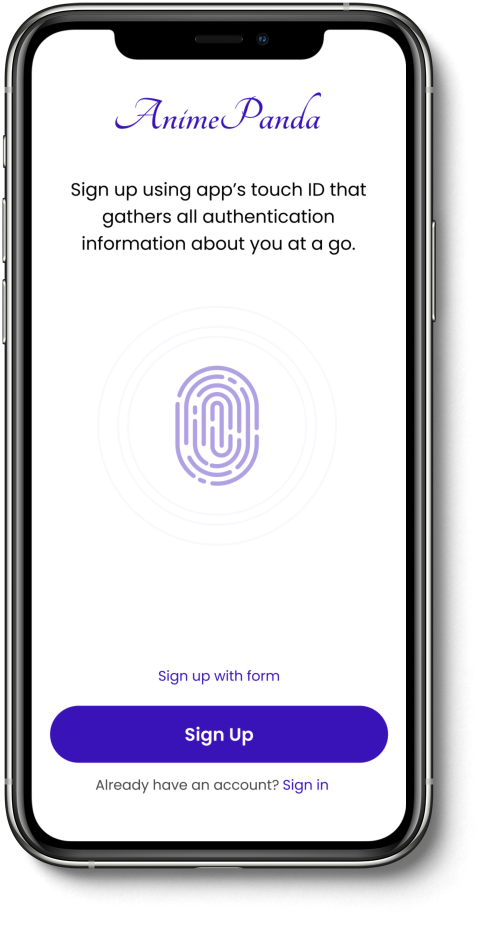 AnimePanda
Sign up using app’s touch ID that
gathers all authentication
information about you at a go.
Sign up with form
Sign Up
Already have an account? Sign in